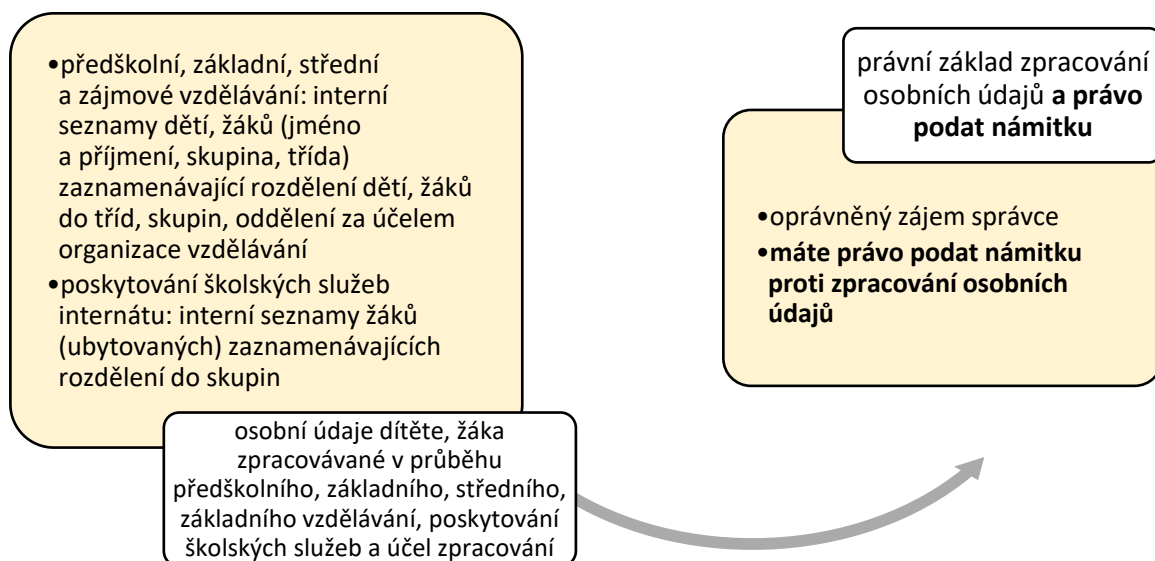 •předškolní, základní, střední
a zájmové vzdělávání: interní
seznamy dětí, žáků (jméno
a příjmení, skupina, třída)
zaznamenávající rozdělení dětí, žáků
do tříd, skupin, oddělení za účelem
organizace vzdělávání
•poskytování školských služeb
internátu: interní seznamy žáků
(ubytovaných) zaznamenávajících
rozdělení do skupin
osobní údaje dítěte, žáka
zpracovávané v průběhu
předškolního, základního, středního,
základního vzdělávání, poskytování
školských služeb a účel zpracování
právní základ zpracování
osobních údajů a právo
podat námitku
•oprávněný zájem správce
•máte právo podat námitku
proti zpracování osobních
údajů